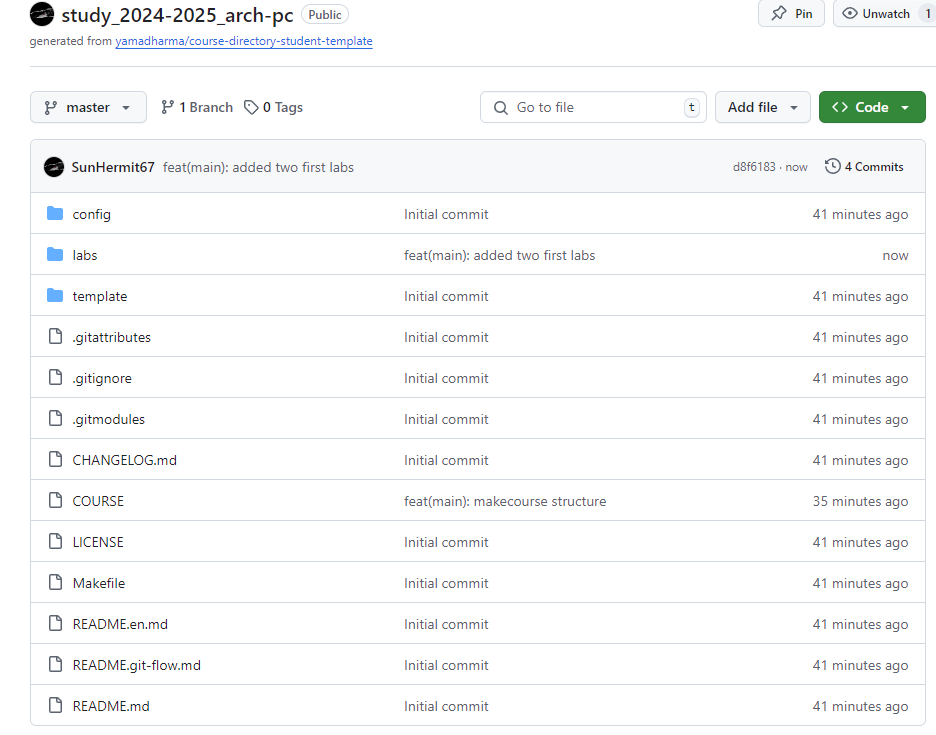 study_2024-2025_arch-pc Public Pin Unwatch 1
generated from yamadharma/course-directory-student-template
master 1 Branch 0 Tags Go to file t Add file Code
SunHermit67 feat(main): added two first labs d8f6183 · now 4 Commits
config Initial commit 41 minutes ago
labs feat(main): added two first labs now
template Initial commit 41 minutes ago
.gitattributes Initial commit 41 minutes ago
.gitignore Initial commit 41 minutes ago
.gitmodules Initial commit 41 minutes ago
CHANGELOG.md Initial commit 41 minutes ago
COURSE feat(main): makecourse structure 35 minutes ago
LICENSE Initial commit 41 minutes ago
Makefile Initial commit 41 minutes ago
README.en.md Initial commit 41 minutes ago
README.git-flow.md Initial commit 41 minutes ago
README.md Initial commit 41 minutes ago